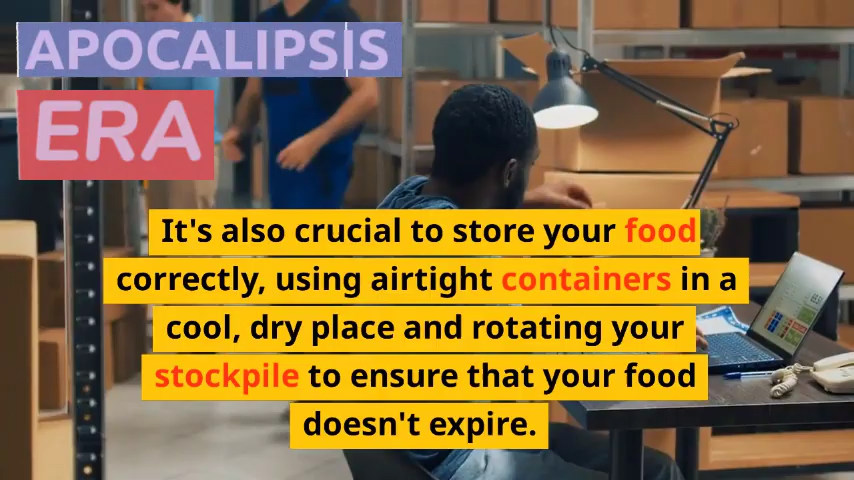 APOCALIPSIS
ERA
It's also crucial to store your food
correctly, using airtight containers in a
cool, dry place and rotating your
stockpile to ensure that your food
doesn't expire.